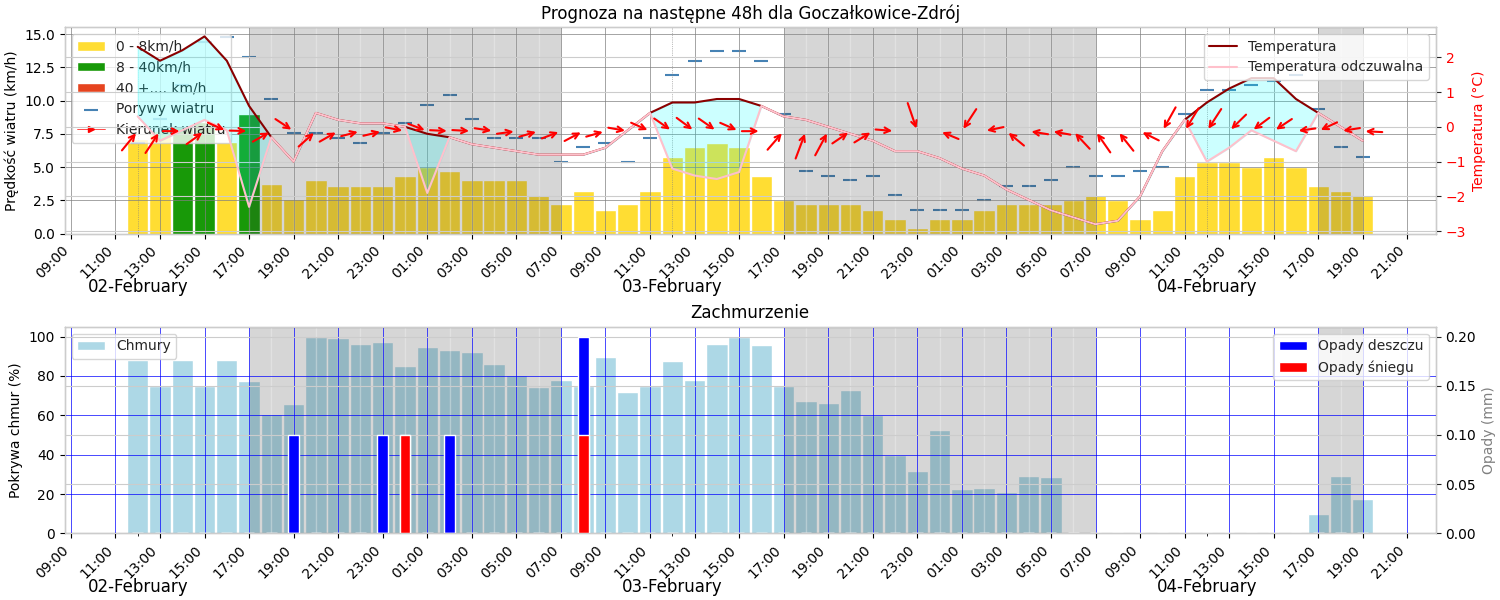 Prognoza na następne 48h dla Goczałkowice-Zdrój
Prędkość wiatru (km/h)
15.0
12.5
10.0
7.5
5.0
2.5
0.0
0 - 8km/h
8 - 40km/h
40 +.... km/h
Porywy wiatru
Kierunek wiatru
Temperatura
Temperatura odczuwalna
2
1
0
−1
−2
−3
Temperatura (°C)
09:00 11:00 13:00 15:00 17:00 19:00 21:00 23:00 01:00 03:00 05:00 07:00 09:00 11:00 13:00 15:00 17:00 19:00 21:00 23:00 01:00 03:00 05:00 07:00 09:00 11:00 13:00 15:00 17:00 19:00 21:00
02-February 03-February 04-February
Zachmurzenie
Pokrywa chmur (%)
100
80
60
40
20
0
Chmury
Opady deszczu
Opady śniegu
0.20
0.15
0.10
0.05
0.00
Opady (mm)
09:00 11:00 13:00 15:00 17:00 19:00 21:00 23:00 01:00 03:00 05:00 07:00 09:00 11:00 13:00 15:00 17:00 19:00 21:00 23:00 01:00 03:00 05:00 07:00 09:00 11:00 13:00 15:00 17:00 19:00 21:00
02-February 03-February 04-February